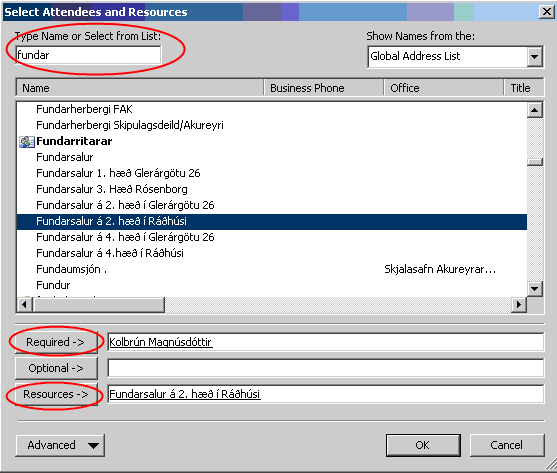 Select Attendees and Resources
Type Name or Select from List:
Show Names from the:
fundar
Global Address List
Name Business Phone Office Title
Fundarherbergi FAK
Fundarherbergi Skipulagsdeild/Akureyri
Fundarritarar
Fundarsalur
Fundarsalur 1. hæð Glerárgötu 26
Fundarsalur 3. Hæð Rósenborg
Fundarsalur á 2. hæð í Glerárgötu 26
Fundarsalur á 2. hæð í Ráðhúsi
Fundarsalur á 4. hæð í Glerárgötu 26
Fundarsalur á 4.hæð í Ráðhúsi
Fundaumsjón . Skjalasafn Akureyrar...
Fundur
Required -> Kolbrún Magnúsdóttir
Optional ->
Resources -> Fundarsalur á 2. hæð í Ráðhúsi
Advanced OK Cancel